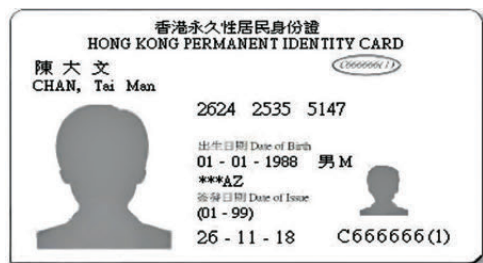 香港永久性居民身份證
HONG KONG PERMANENT IDENTITY CARD
陳大文
CHAN, Tai Man
C666666(1)
2624 2535 5147
出生日期 Date of Birth
01 - 01 - 1988 男 M
***AZ
簽發日期 Date of Issue
(01 - 99)
26 - 11 - 18
C666666(1)